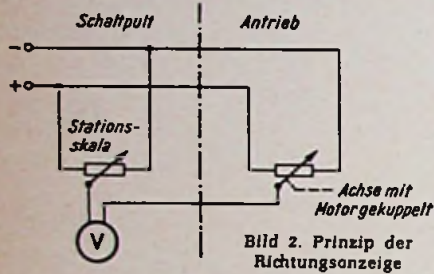 Schaltpult
Antrieb
-
+
Stations-
skala
Achse mit
Motor gekuppelt
V
Bild 2. Prinzip der
Richtungsanzeige